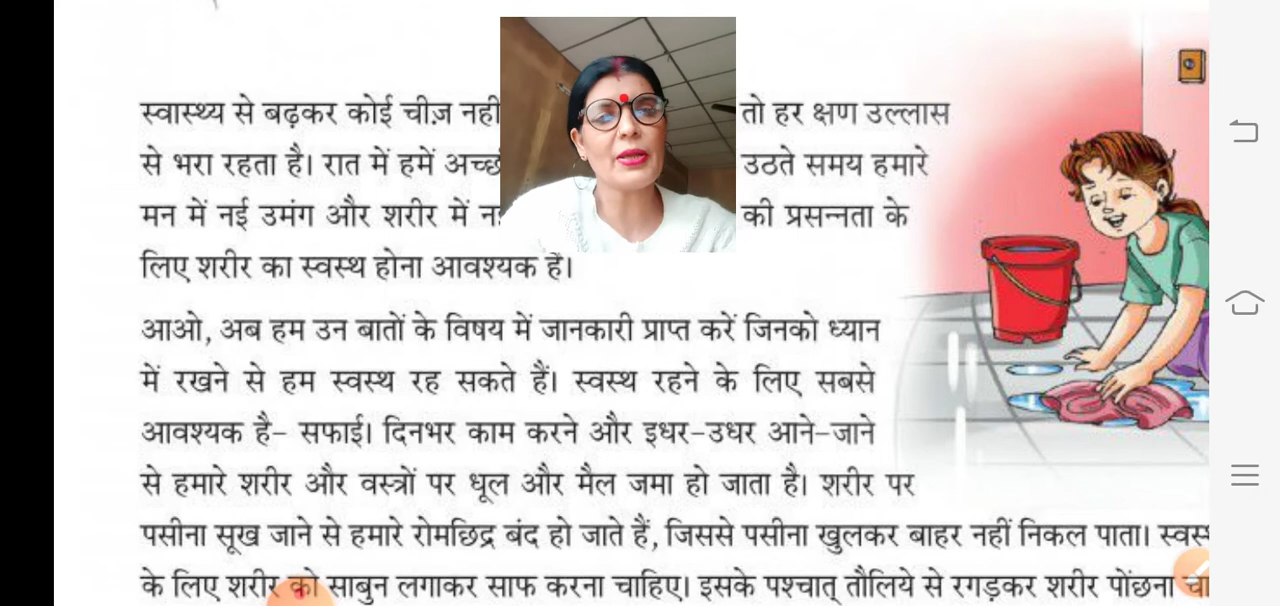 स्वास्थ्य से बढ़कर कोई चीज़ तो हर क्षण उल्लास
से भरा रहता है। रात में हमें उठते समय हमारे
मन में नई उमंग और शरीर में की प्रसन्नता के
लिए शरीर का स्वस्थ होना आवश्यक है।
आओ, अब हम उन बातों के विषय में जानकारी प्राप्त करें जिनको ध्यान
में रखने से हम स्वस्थ रह सकते हैं। स्वस्थ रहने के लिए सबसे
आवश्यक है- सफाई। दिनभर काम करने और इधर-उधर आने-जाने
से हमारे शरीर और वस्त्रों पर धूल और मैल जमा हो जाता है। शरीर पर
पसीना सूख जाने से हमारे रोमछिद्र बंद हो जाते हैं, जिससे पसीना खुलकर बाहर नहीं निकल पाता।
के लिए शरीर को साबुन लगाकर साफ करना चाहिए। इसके पश्चात् तौलिये से रगड़कर शरीर पोंछना